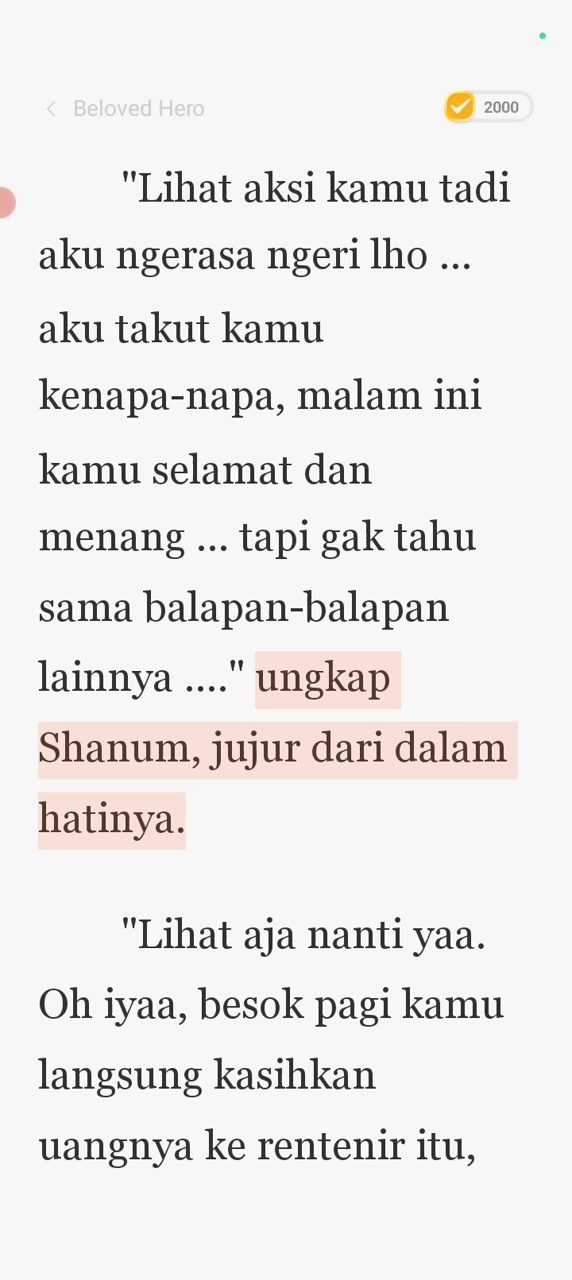 Beloved Hero
2000
"Lihat aksi kamu tadi
aku ngerasa ngeri lho ...
aku takut kamu
kenapa-napa, malam ini
kamu selamat dan
menang ... tapi gak tahu
sama balapan-balapan
lainnya ...." ungkap
Shanum, jujur dari dalam
hatinya.
"Lihat aja nanti yaa.
Oh iyaa, besok pagi kamu
langsung kasihkan
uangnya ke rentenir itu,